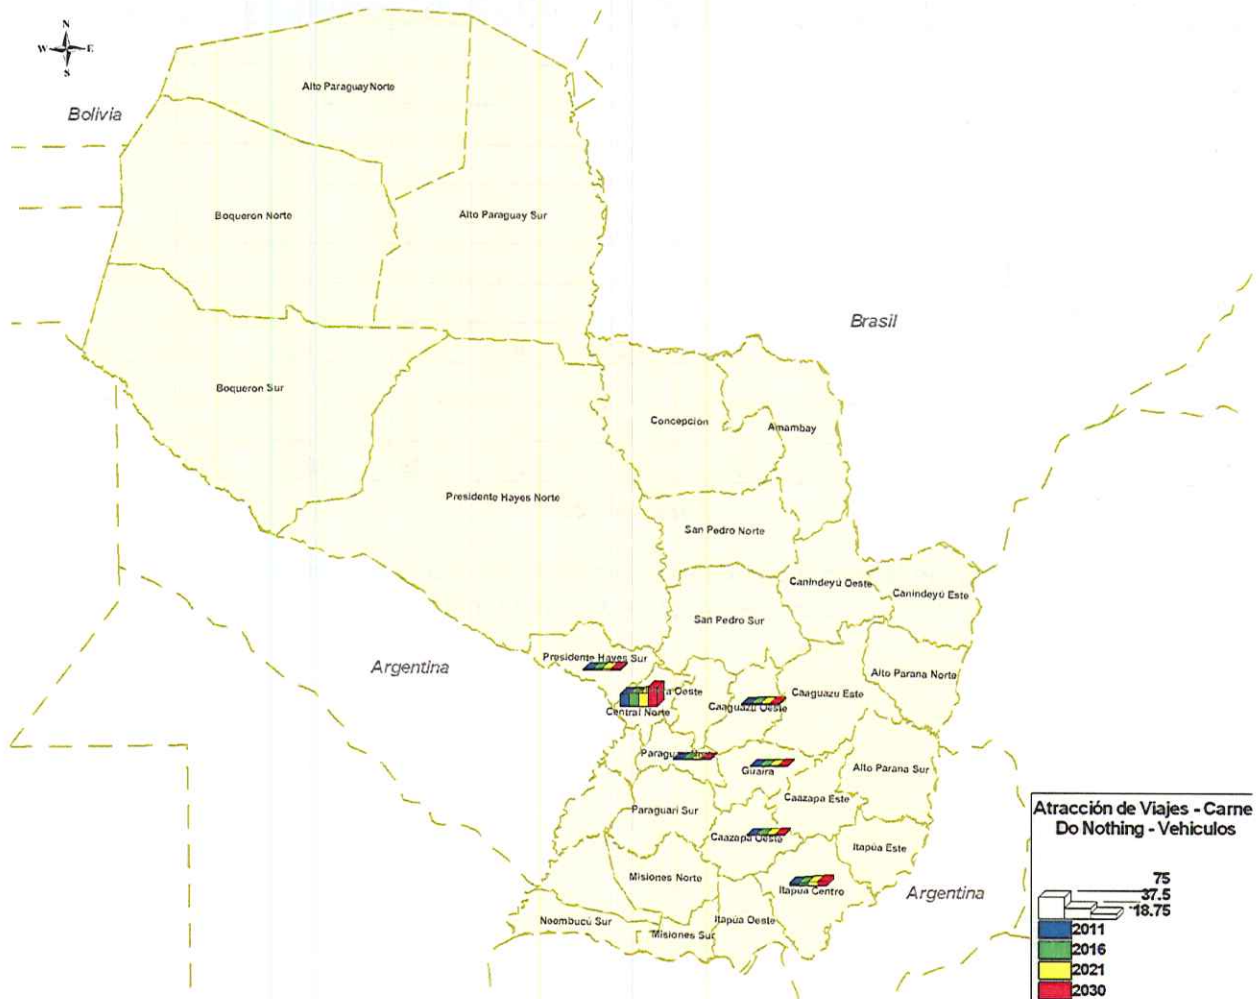 N
W E
S
Alto Paraguay Norte
Bolivia
Boqueron Norte
Alto Paraguay Sur
Brasil
Boqueron Sur
Concepcion
Amambay
Presidente Hayes Norte
San Pedro Norte
Canindeyú Oeste
Canindeyú Este
San Pedro Sur
Presidente Hayes Sur
Argentina
Alto Parana Norte
Oeste
Caaguazu Este
Caaguazu Oeste
Central Norte
Guaira
Alto Parana Sur
Caazapa Este
Paraguari Sur
Caazapa Oeste
Itapúa Este
Misiones Norte
Itapua Centro
Argentina
Neembucú Sur
Itapúa Oeste
Misiones Sur
Atracción de Viajes - Carne
Do Nothing - Vehiculos
75
37.5
18.75
2011
2016
2021
2030